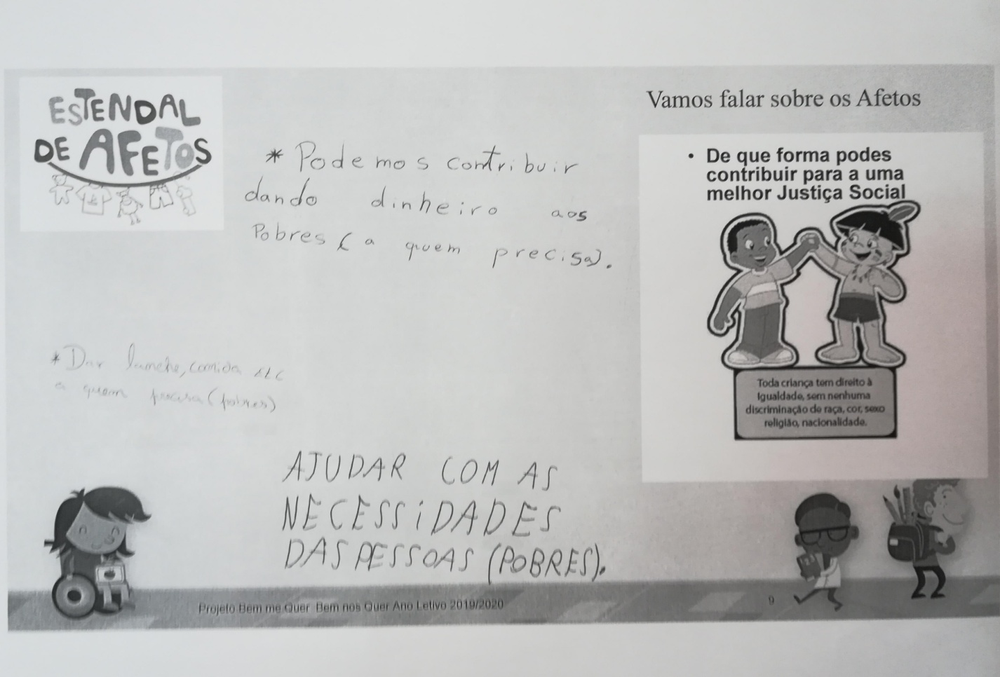 ESTENDAL
DE AFETOS
Vamos falar sobre os Afetos
* Podemos contribuir
dando dinheiro aos
Pobres (a quem precisa).
• De que forma podes
contribuir para a uma
melhor Justiça Social
Toda criança tem direito à
Igualdade, sem nenhuma
discriminação de raça, cor, sexo
religião, nacionalidade.
* Dar lanche, comida etc
a quem precisa (pobres)
AJUDAR COM AS
NECESSiDADES
DAS PESSOAS (POBRES).
Projeto Bem me Quer Bem nos Quer Ano Letivo 2019/2020
9